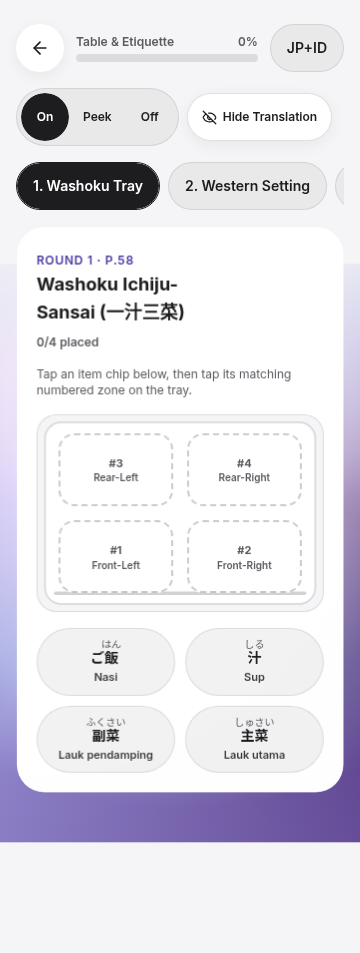 Table & Etiquette 0%
JP+ID
On Peek Off
Hide Translation
1. Washoku Tray
2. Western Setting
ROUND 1 · P.58
Washoku Ichiju-
Sansai (一汁三菜)
0/4 placed
Tap an item chip below, then tap its matching
numbered zone on the tray.
#3
Rear-Left
#4
Rear-Right
#1
Front-Left
#2
Front-Right
はん
ご飯
Nasi
しる
汁
Sup
ふくさい
副菜
Lauk pendamping
しゅさい
主菜
Lauk utama